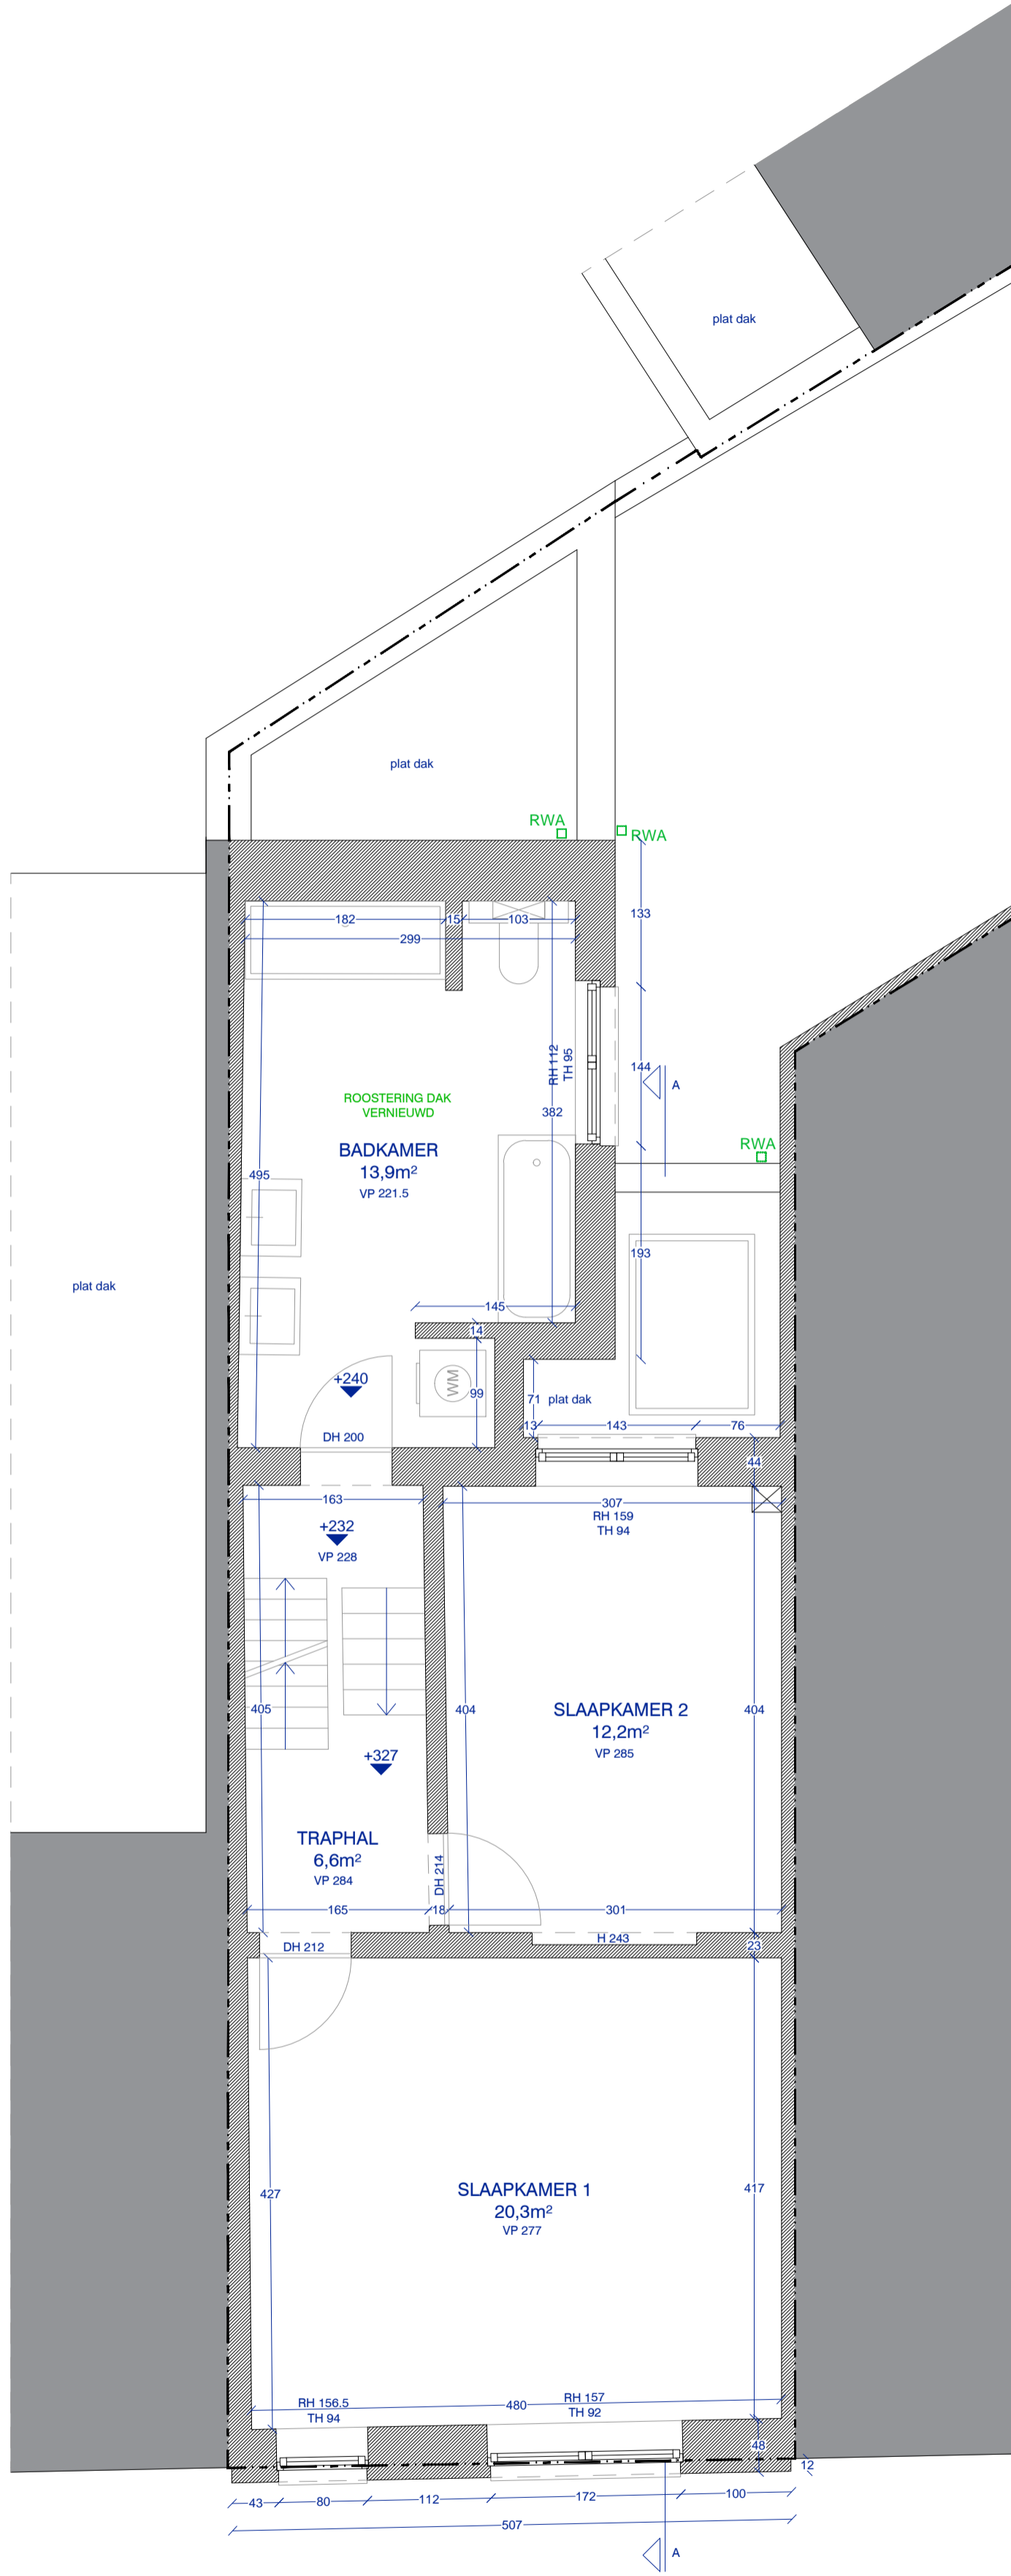 plat dak
plat dak
RWA
RWA
182
15
103
299
133
RH 112
TH 95
144
A
ROOSTERING DAK
VERNIEUWD
382
RWA
BADKAMER
13,9m²
VP 221.5
495
193
plat dak
145
14
+240
WM
99
71
plat dak
13
143
76
DH 200
44
163
307
RH 159
TH 94
+232
VP 228
405
404
SLAAPKAMER 2
12,2m²
VP 285
404
+327
TRAPHAL
6,6m²
VP 284
DH 214
165
18
301
DH 212
H 243
23
427
SLAAPKAMER 1
20,3m²
VP 277
417
RH 156.5
TH 94
480
RH 157
TH 92
48
12
43
80
112
172
100
507
A